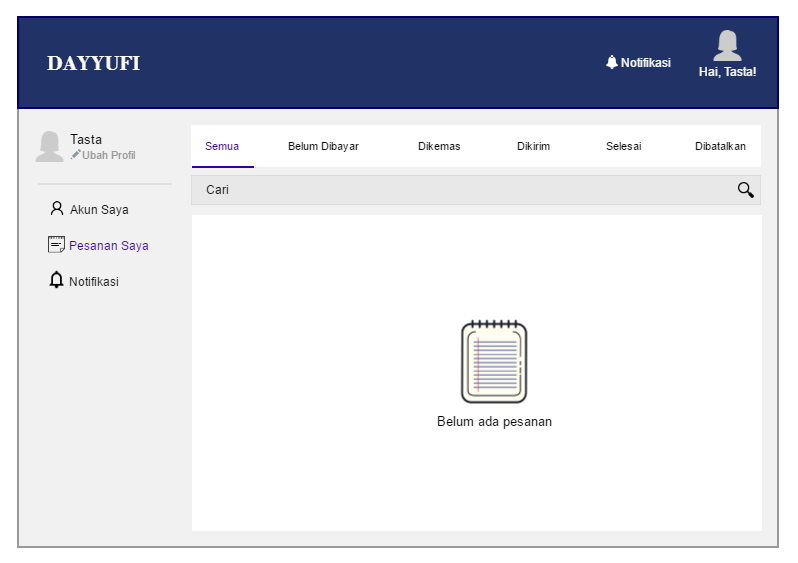 DAYYUFI
Notifikasi
Hai, Tasta!
Tasta
Ubah Profil
Akun Saya
Pesanan Saya
Notifikasi
Semua Belum Dibayar Dikemas Dikirim Selesai Dibatalkan
Cari
Belum ada pesanan